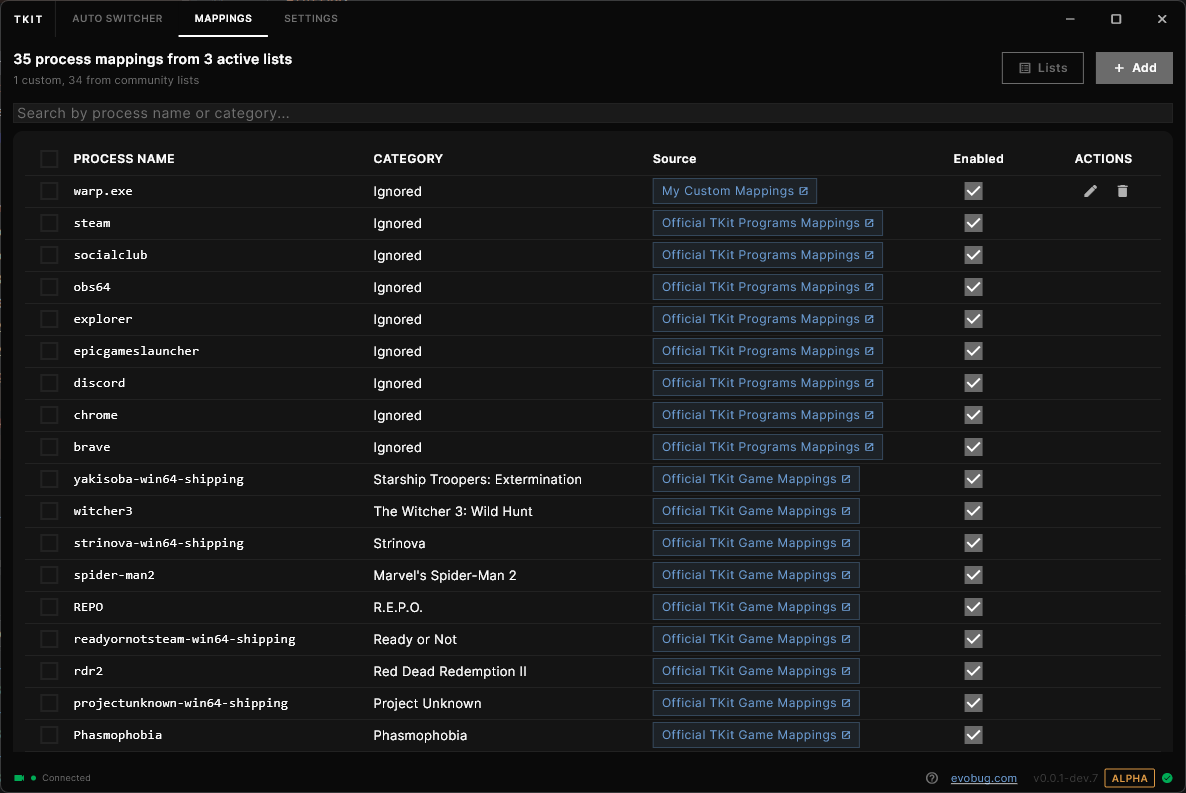 TKIT AUTO SWITCHER MAPPINGS SETTINGS
35 process mappings from 3 active lists
1 custom, 34 from community lists
Lists + Add
Search by process name or category...
PROCESS NAME CATEGORY Source Enabled ACTIONS
warp.exe Ignored My Custom Mappings
steam Ignored Official TKit Programs Mappings
socialclub Ignored Official TKit Programs Mappings
obs64 Ignored Official TKit Programs Mappings
explorer Ignored Official TKit Programs Mappings
epicgameslauncher Ignored Official TKit Programs Mappings
discord Ignored Official TKit Programs Mappings
chrome Ignored Official TKit Programs Mappings
brave Ignored Official TKit Programs Mappings
yakisoba-win64-shipping Starship Troopers: Extermination Official TKit Game Mappings
witcher3 The Witcher 3: Wild Hunt Official TKit Game Mappings
strinova-win64-shipping Strinova Official TKit Game Mappings
spider-man2 Marvel's Spider-Man 2 Official TKit Game Mappings
REPO R.E.P.O. Official TKit Game Mappings
readyornotsteam-win64-shipping Ready or Not Official TKit Game Mappings
rdr2 Red Dead Redemption II Official TKit Game Mappings
projectunknown-win64-shipping Project Unknown Official TKit Game Mappings
Phasmophobia Phasmophobia Official TKit Game Mappings
Connected evobug.com v0.0.1-dev.7 ALPHA